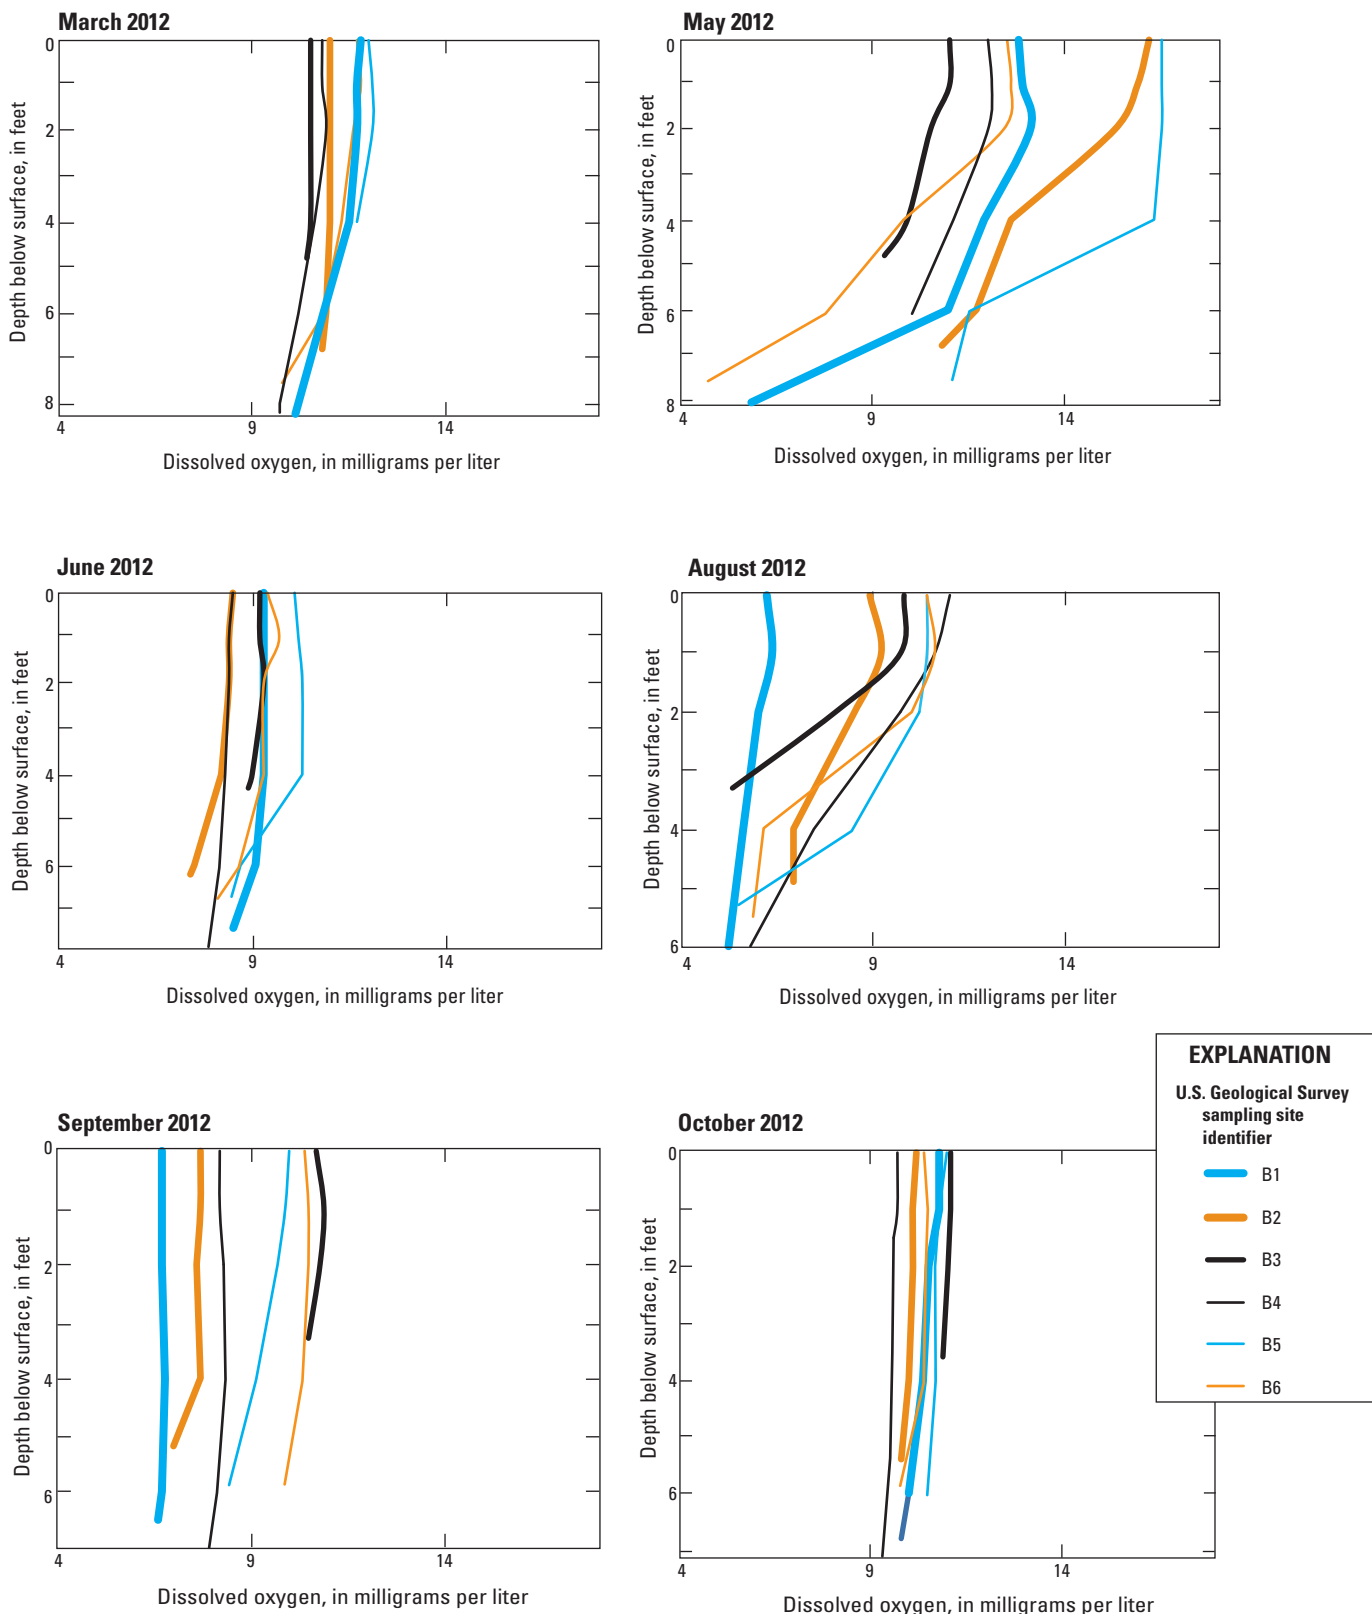 March 2012
0
2
4
6
8
Depth below surface, in feet
4
9
14
Dissolved oxygen, in milligrams per liter
May 2012
0
2
4
6
8
Depth below surface, in feet
4
9
14
Dissolved oxygen, in milligrams per liter
June 2012
0
2
4
6
Depth below surface, in feet
4
9
14
Dissolved oxygen, in milligrams per liter
August 2012
0
2
4
6
Depth below surface, in feet
4
9
14
Dissolved oxygen, in milligrams per liter
September 2012
0
2
4
6
Depth below surface, in feet
4
9
14
Dissolved oxygen, in milligrams per liter
October 2012
0
2
4
6
Depth below surface, in feet
4
9
14
Dissolved oxygen, in milligrams per liter
EXPLANATION
U.S. Geological Survey
sampling site
identifier
B1
B2
B3
B4
B5
B6